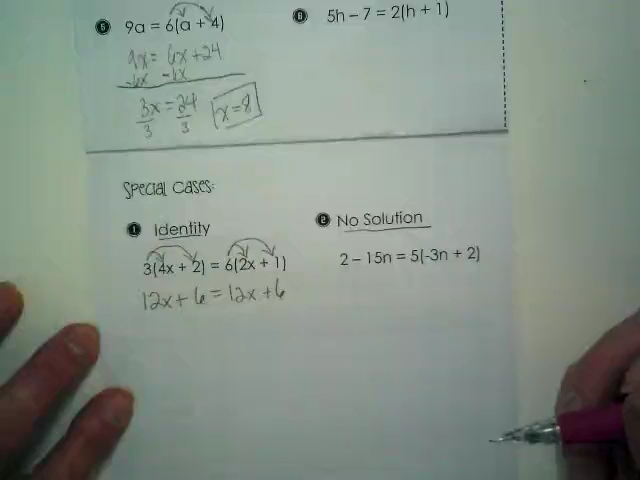 5 9a = 6(a + 4)
9x = 6x + 24
-6x -6x
3x = 24
3 3
x = 8
6 5h – 7 = 2(h + 1)
Special Cases:
1 Identity
3(4x + 2) = 6(2x + 1)
12x + 6 = 12x + 6
2 No Solution
2 – 15n = 5(-3n + 2)